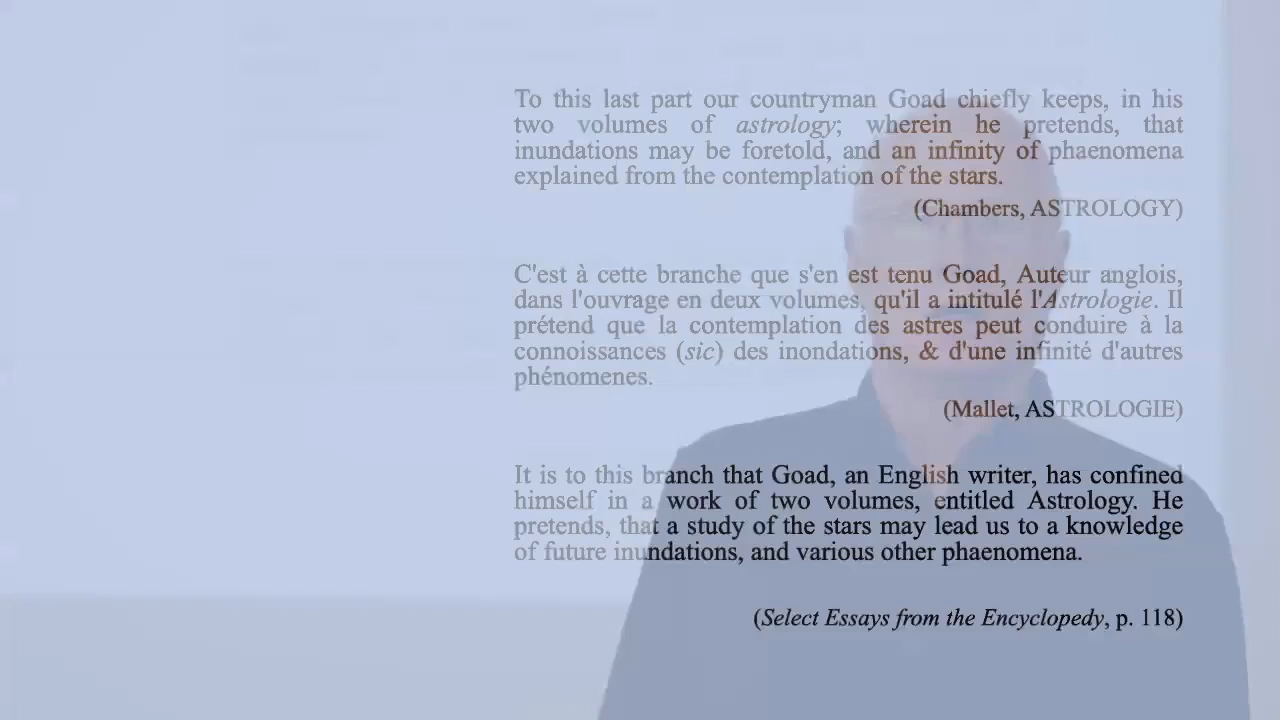 To this last part our countryman Goad chiefly keeps, in his
two volumes of astrology; wherein he pretends, that
inundations may be foretold, and an infinity of phaenomena
explained from the contemplation of the stars.
(Chambers, ASTROLOGY)
C'est à cette branche que s'en est tenu Goad, Auteur anglois,
dans l'ouvrage en deux volumes, qu'il a intitulé l'Astrologie. Il
prétend que la contemplation des astres peut conduire à la
connoissances (sic) des inondations, & d'une infinité d'autres
phénomenes.
(Mallet, ASTROLOGIE)
It is to this branch that Goad, an English writer, has confined
himself in a work of two volumes, entitled Astrology. He
pretends, that a study of the stars may lead us to a knowledge
of future inundations, and various other phaenomena.
(Select Essays from the Encyclopedy, p. 118)